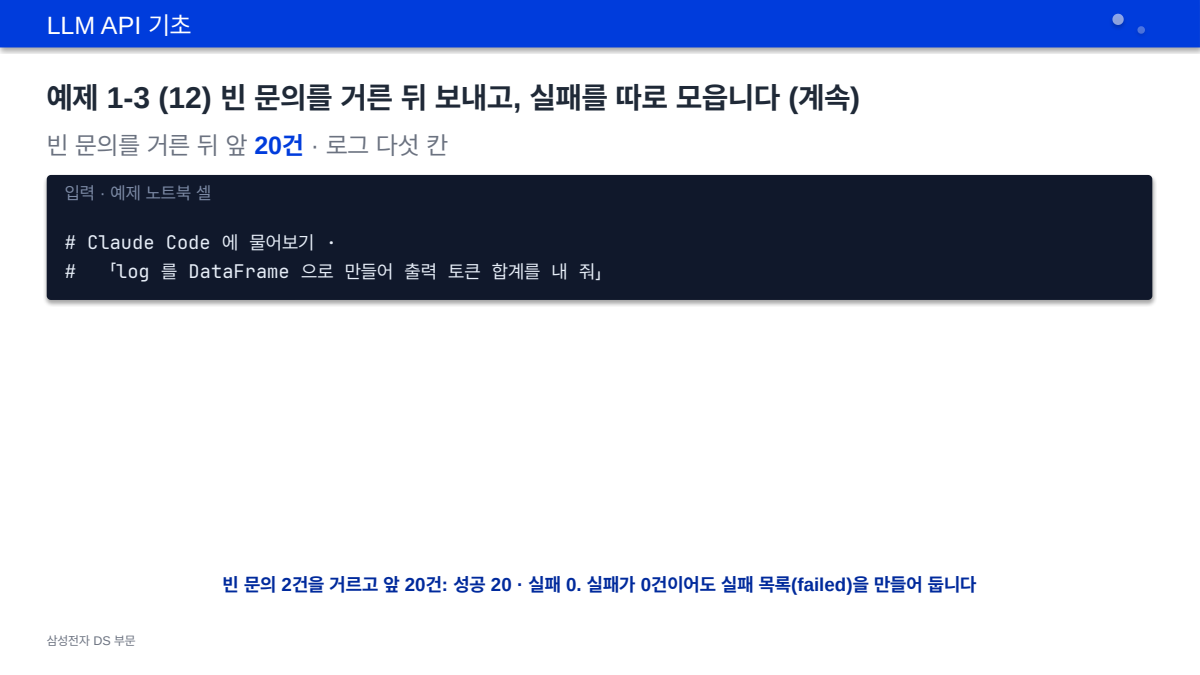 LLM API 기초
예제 1-3 (12) 빈 문의를 거른 뒤 보내고, 실패를 따로 모읍니다 (계속)
빈 문의를 거른 뒤 앞 20건 · 로그 다섯 칸
입력 · 예제 노트북 셀
# Claude Code 에 물어보기 ·
#   「log 를 DataFrame 으로 만들어 출력 토큰 합계를 내 줘」
빈 문의 2건을 거르고 앞 20건: 성공 20 · 실패 0. 실패가 0건이어도 실패 목록(failed)을 만들어 둡니다
삼성전자 DS 부문